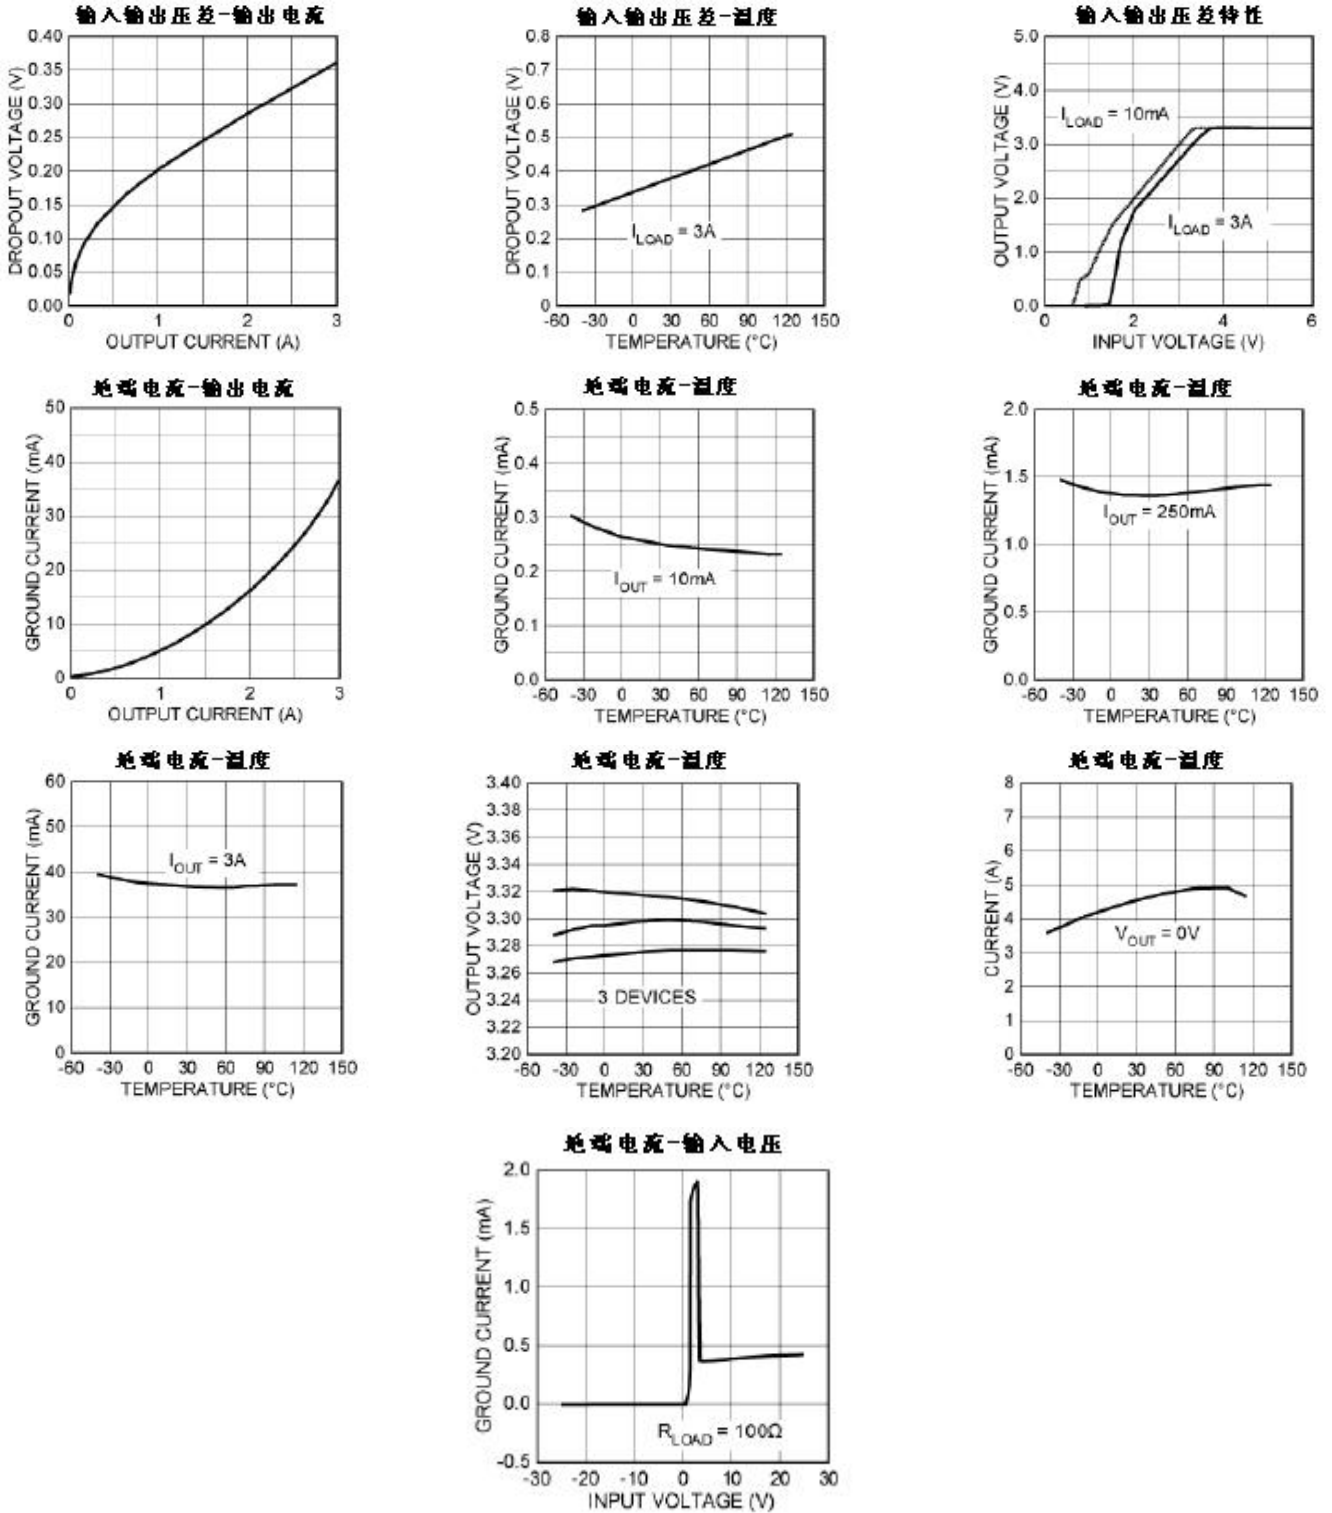 输入输出压差-输出电流
0.40
0.35
0.30
0.25
0.20
0.15
0.10
0.05
0.00
DROPOUT VOLTAGE (V)
0 1 2 3
OUTPUT CURRENT (A)
输入输出压差-温度
0.8
0.7
0.6
0.5
0.4
0.3
0.2
0.1
0
DROPOUT VOLTAGE (V)
I LOAD = 3A
-60 -30 0 30 60 90 120 150
TEMPERATURE (°C)
输入输出压差特性
5.0
4.0
3.0
2.0
1.0
0.0
OUTPUT VOLTAGE (V)
I LOAD = 10mA
I LOAD = 3A
0 2 4 6
INPUT VOLTAGE (V)
地端电流-输出电流
50
40
30
20
10
0
GROUND CURRENT (mA)
0 1 2 3
OUTPUT CURRENT (A)
地端电流-温度
0.5
0.4
0.3
0.2
0.1
0.0
GROUND CURRENT (mA)
I OUT = 10mA
-60 -30 0 30 60 90 120 150
TEMPERATURE (°C)
地端电流-温度
2.0
1.5
1.0
0.5
0.0
GROUND CURRENT (mA)
I OUT = 250mA
-60 -30 0 30 60 90 120 150
TEMPERATURE (°C)
地端电流-温度
60
50
40
30
20
10
0
GROUND CURRENT (mA)
I OUT = 3A
-60 -30 0 30 60 90 120 150
TEMPERATURE (°C)
地端电流-温度
3.40
3.38
3.36
3.34
3.32
3.30
3.28
3.26
3.24
3.22
3.20
OUTPUT VOLTAGE (V)
3 DEVICES
-60 -30 0 30 60 90 120 150
TEMPERATURE (°C)
地端电流-温度
8
7
6
5
4
3
2
1
0
CURRENT (A)
V OUT = 0V
-60 -30 0 30 60 90 120 150
TEMPERATURE (°C)
地端电流-输入电压
2.0
1.5
1.0
0.5
0.0
-0.5
GROUND CURRENT (mA)
R LOAD = 100Ω
-30 -20 -10 0 10 20 30
INPUT VOLTAGE (V)